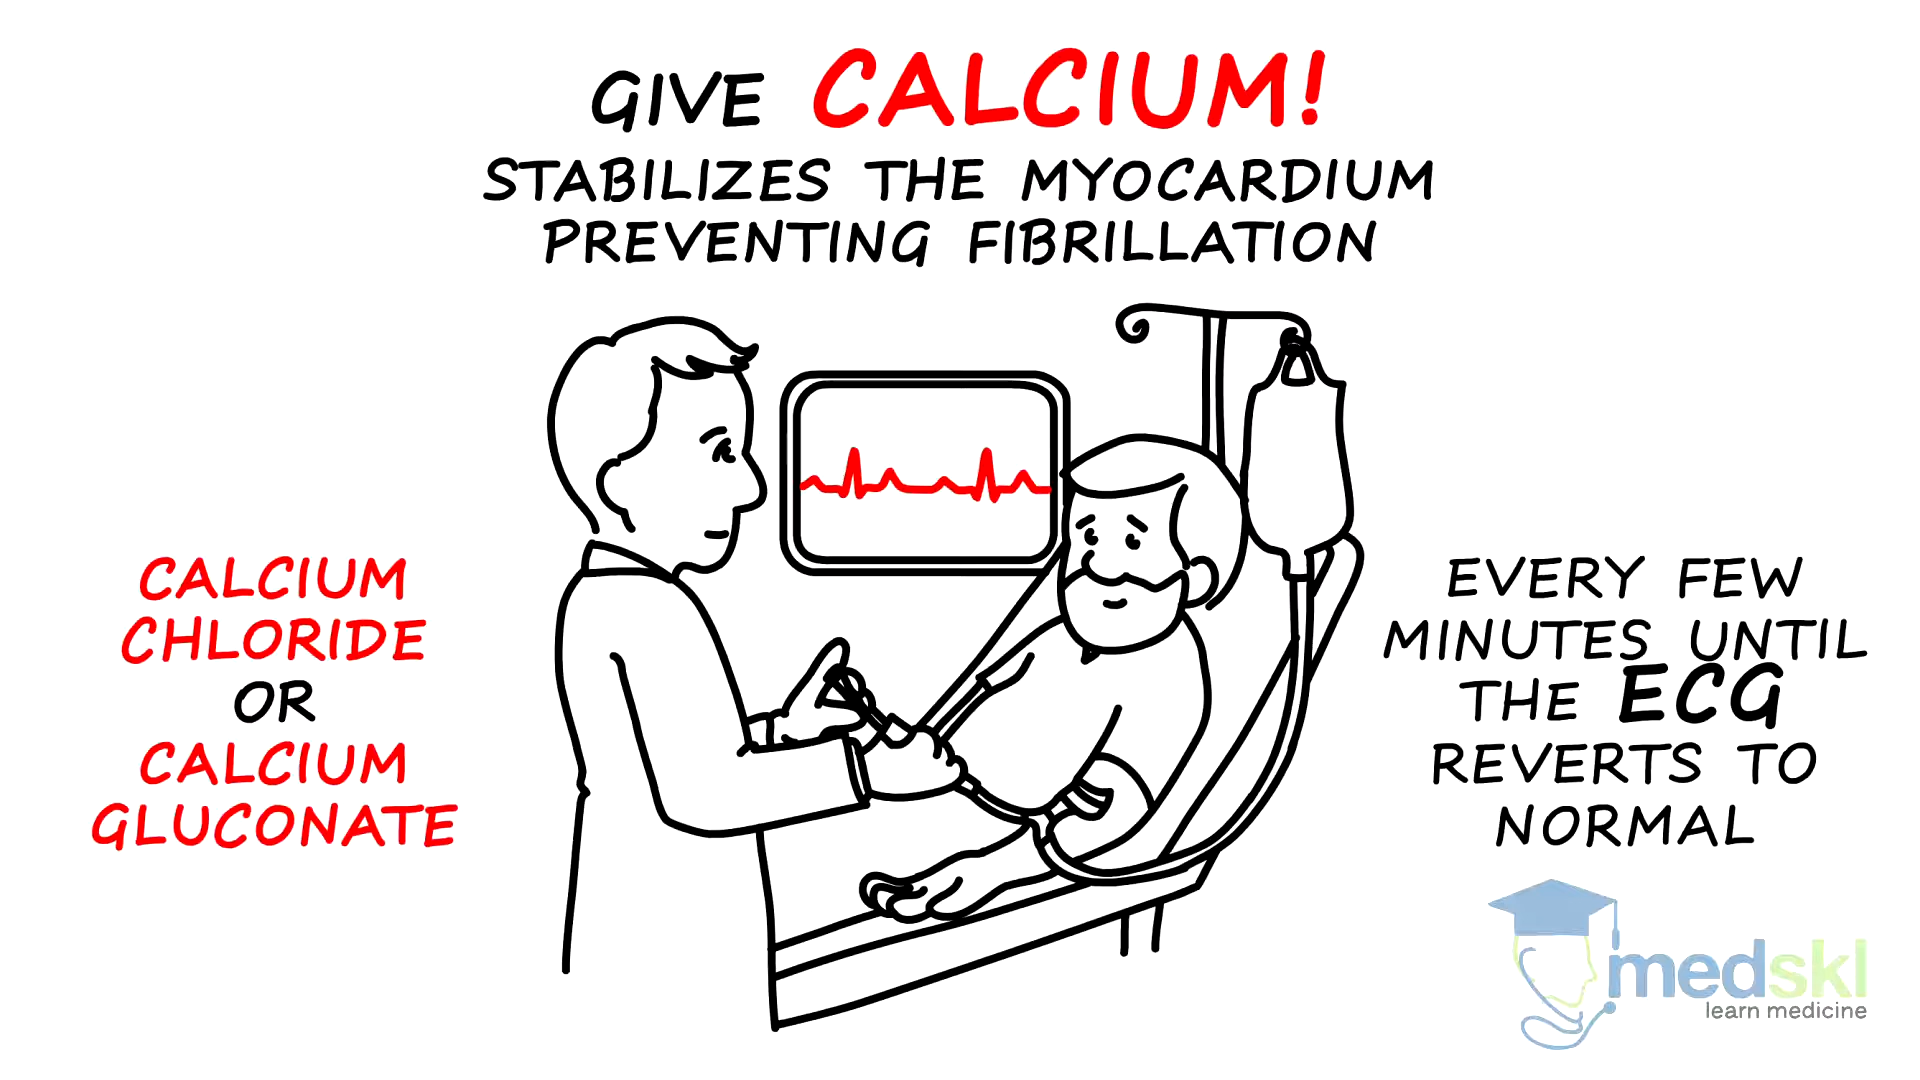 GIVE CALCIUM!
STABILIZES THE MYOCARDIUM
PREVENTING FIBRILLATION
CALCIUM
CHLORIDE
OR
CALCIUM
GLUCONATE
EVERY FEW
MINUTES UNTIL
THE ECG
REVERTS TO
NORMAL
medskl
learn medicine